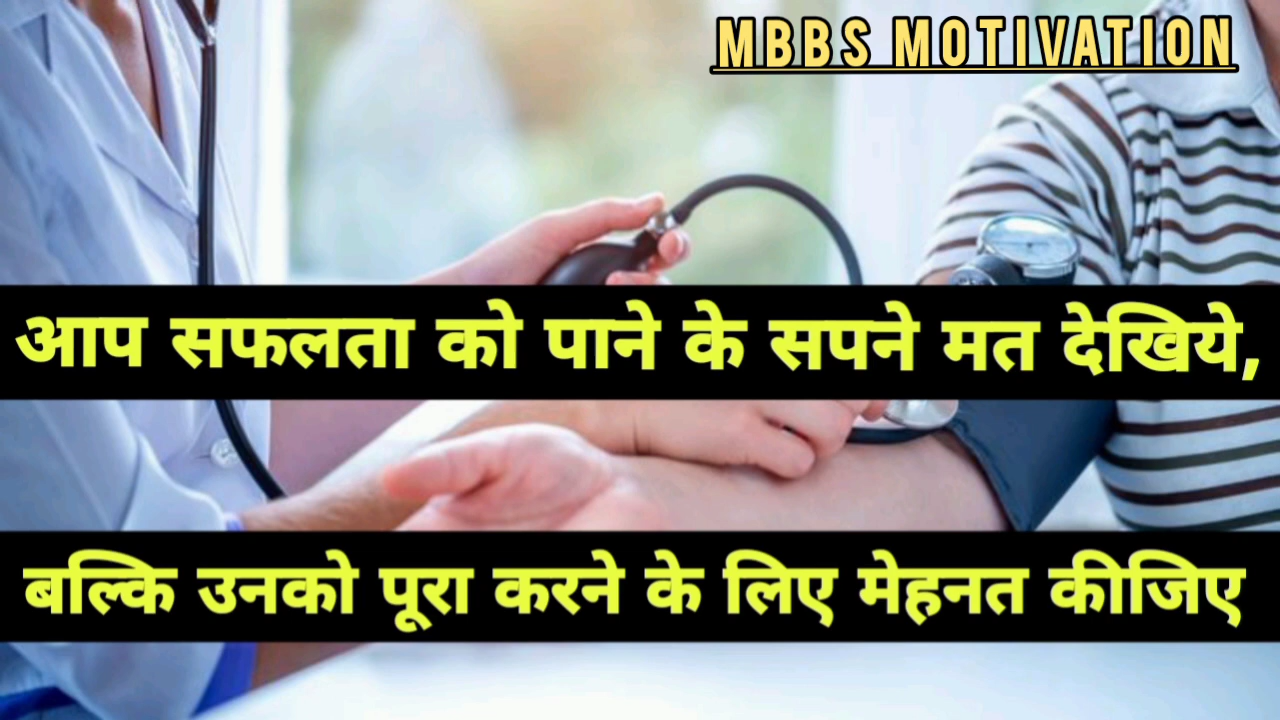 MBBS MOTIVATION
आप सफलता को पाने के सपने मत देखिये,
बल्कि उनको पूरा करने के लिए मेहनत कीजिए